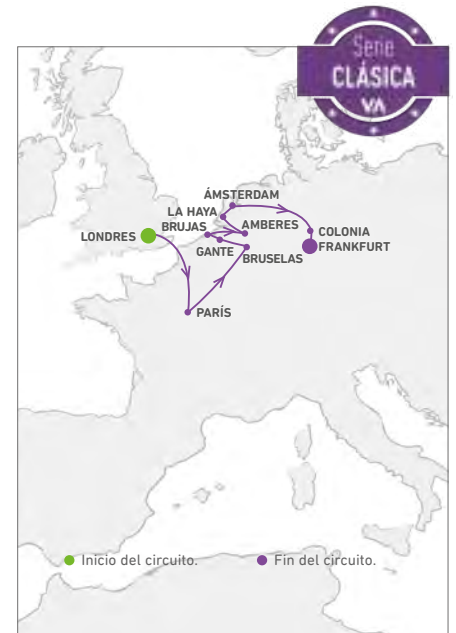 Serie
CLÁSICA
VA
ÁMSTERDAM
LA HAYA
BRUJAS
AMBERES
COLONIA
LONDRES
FRANKFURT
GANTE
BRUSELAS
PARÍS
Inicio del circuito.
Fin del circuito.